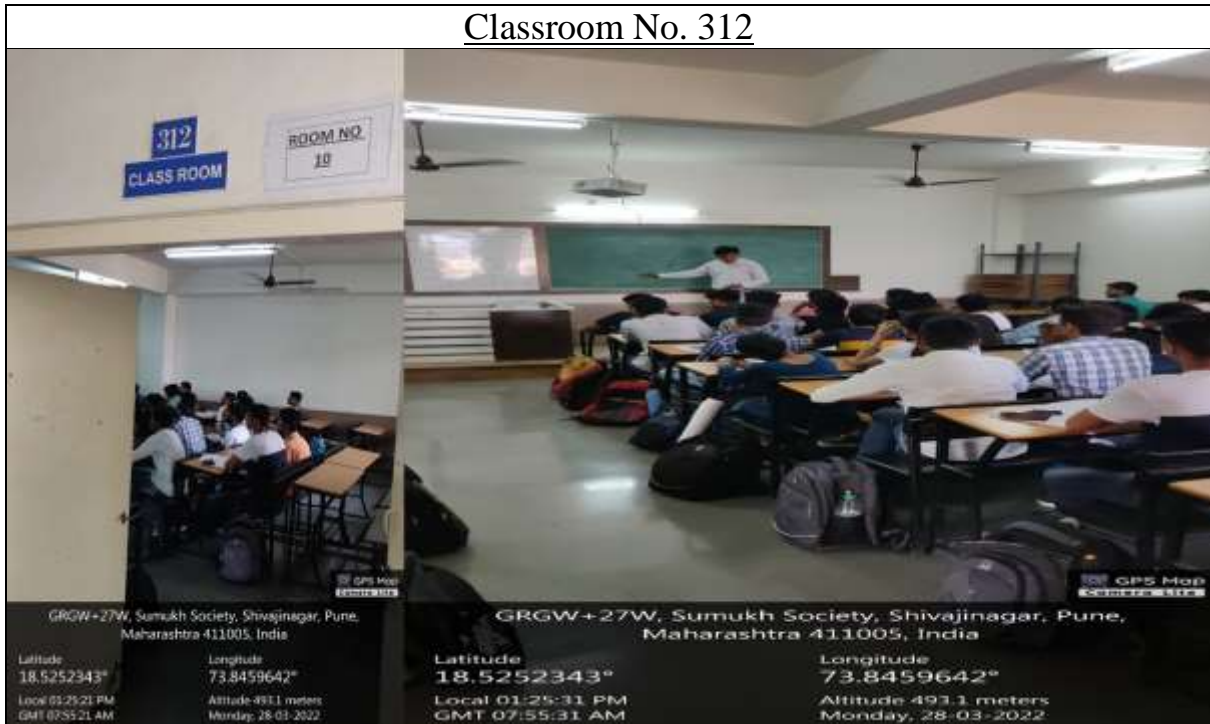 Classroom No. 312
312
CLASS ROOM
ROOM NO
10
GPS Map
Camera Lite
GRGW+27W, Sumukh Society, Shivajinagar, Pune,
Maharashtra 411005, India
Latitude
18.5252343°
Longitude
73.8459642°
Local 01:25:21 PM
GMT 07:55:21 AM
Altitude 493.1 meters
Monday, 28-03-2022
GPS Map
Camera Lite
GRGW+27W, Sumukh Society, Shivajinagar, Pune,
Maharashtra 411005, India
Latitude
18.5252343°
Longitude
73.8459642°
Local 01:25:31 PM
GMT 07:55:31 AM
Altitude 493.1 meters
Monday, 28-03-2022